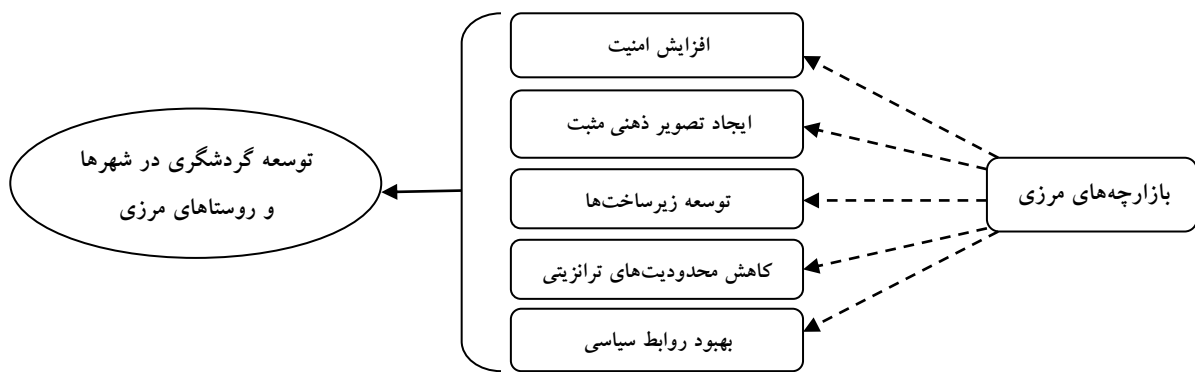 بازارچه‌های مرزی
افزایش امنیت
ایجاد تصویر ذهنی مثبت
توسعه زیرساخت‌ها
کاهش محدودیت‌های ترانزیتی
بهبود روابط سیاسی
توسعه گردشگری در شهرها
و روستاهای مرزی